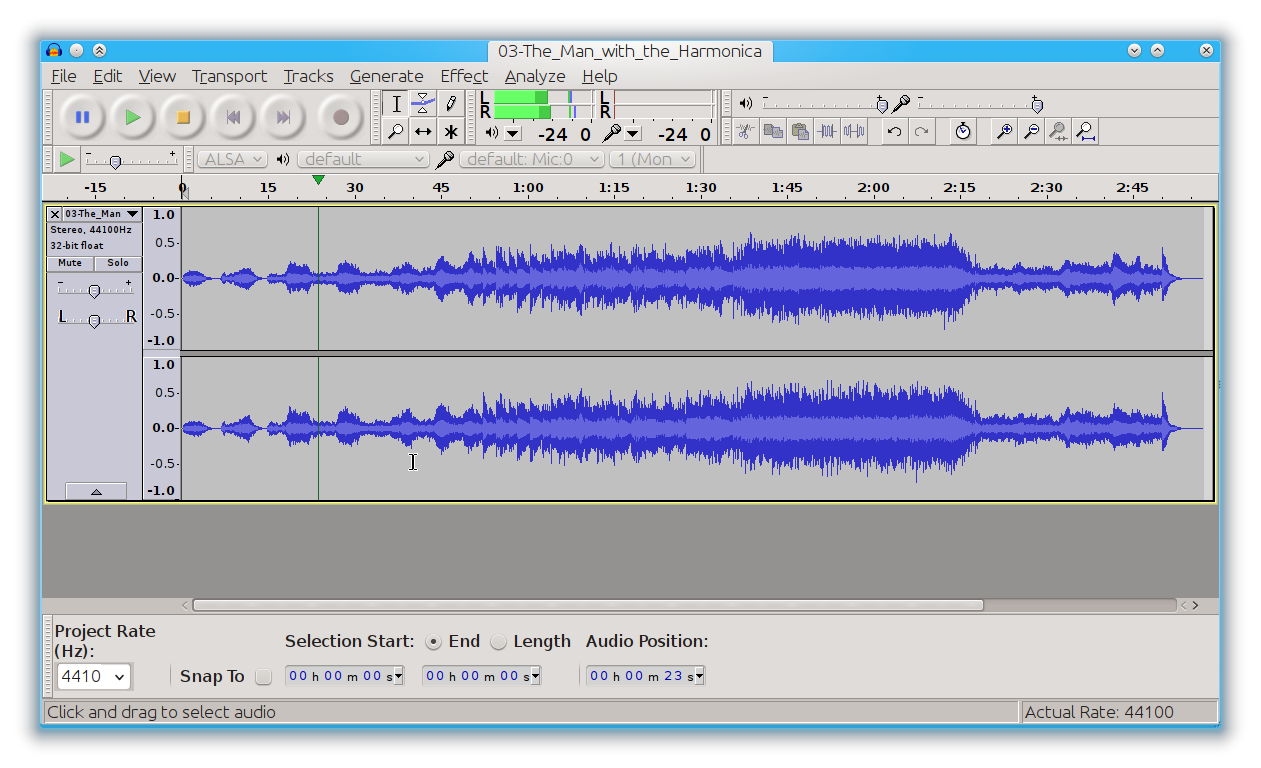 03-The_Man_with_the_Harmonica
File Edit View Transport Tracks Generate Effect Analyze Help
L R -24 0 L R -24 0
ALSA default default: Mic:0 1 (Mon
-15 0 15 30 45 1:00 1:15 1:30 1:45 2:00 2:15 2:30 2:45
X 03-The_Man
Stereo, 44100Hz
32-bit float
Mute Solo
- +
L R
1.0
0.5-
0.0-
-0.5-
-1.0
1.0
0.5-
0.0-
-0.5-
-1.0
Project Rate
(Hz):
4410
Selection Start: End Length Audio Position:
Snap To 00 h 00 m 00 s 00 h 00 m 00 s 00 h 00 m 23 s
Click and drag to select audio Actual Rate: 44100